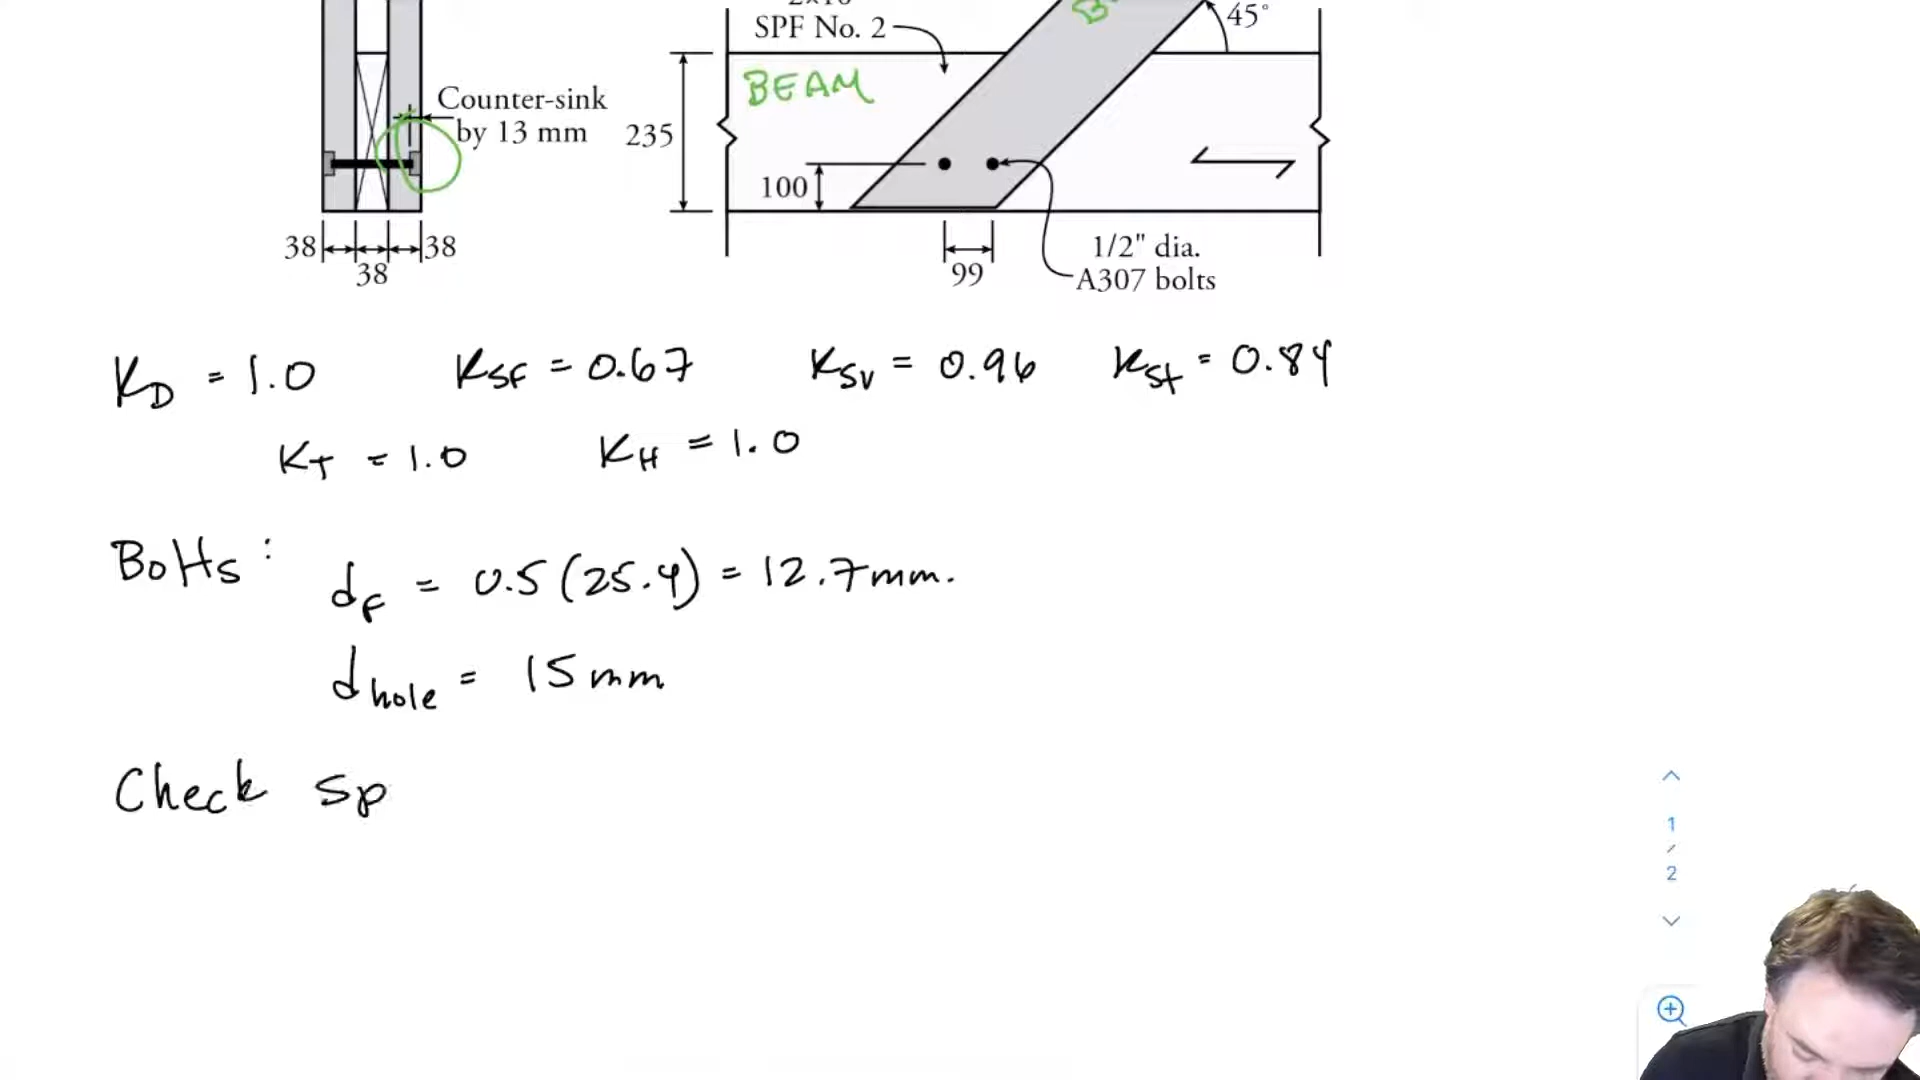 SPF No. 2
45°
BEAM
Counter-sink
by 13 mm
235
100
38
38
38
99
1/2" dia.
A307 bolts
K_D = 1.0 K_SF = 0.67 K_Sv = 0.96 K_St = 0.84
K_T = 1.0 K_H = 1.0
Bolts: d_F = 0.5(25.4) = 12.7mm.
d_hole = 15mm
Check Sp
1
/
2